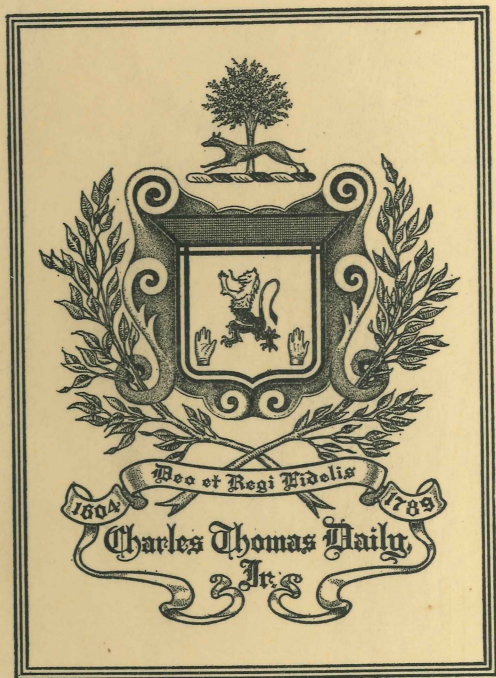 Deo et Regi Fidelis
1604 1789
Charles Thomas Daily,
Jr.